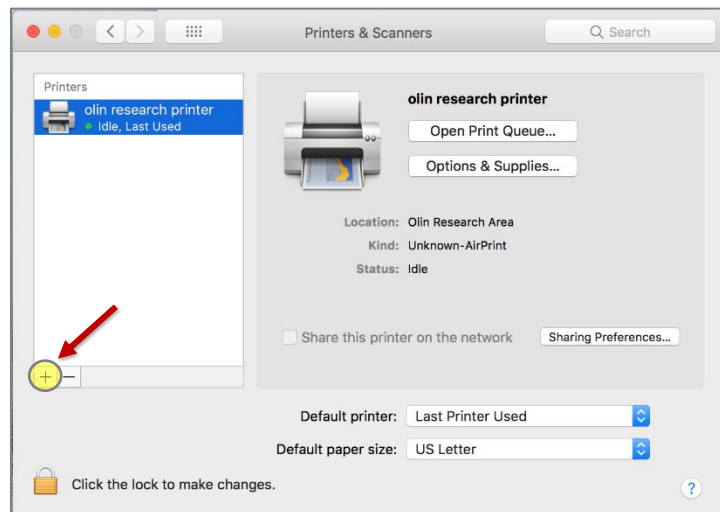 Printers & Scanners
Search
Printers
olin research printer
Idle, Last Used
+ −
olin research printer
Open Print Queue...
Options & Supplies...
Location: Olin Research Area
Kind: Unknown-AirPrint
Status: Idle
Share this printer on the network
Sharing Preferences...
Default printer: Last Printer Used
Default paper size: US Letter
Click the lock to make changes.
?